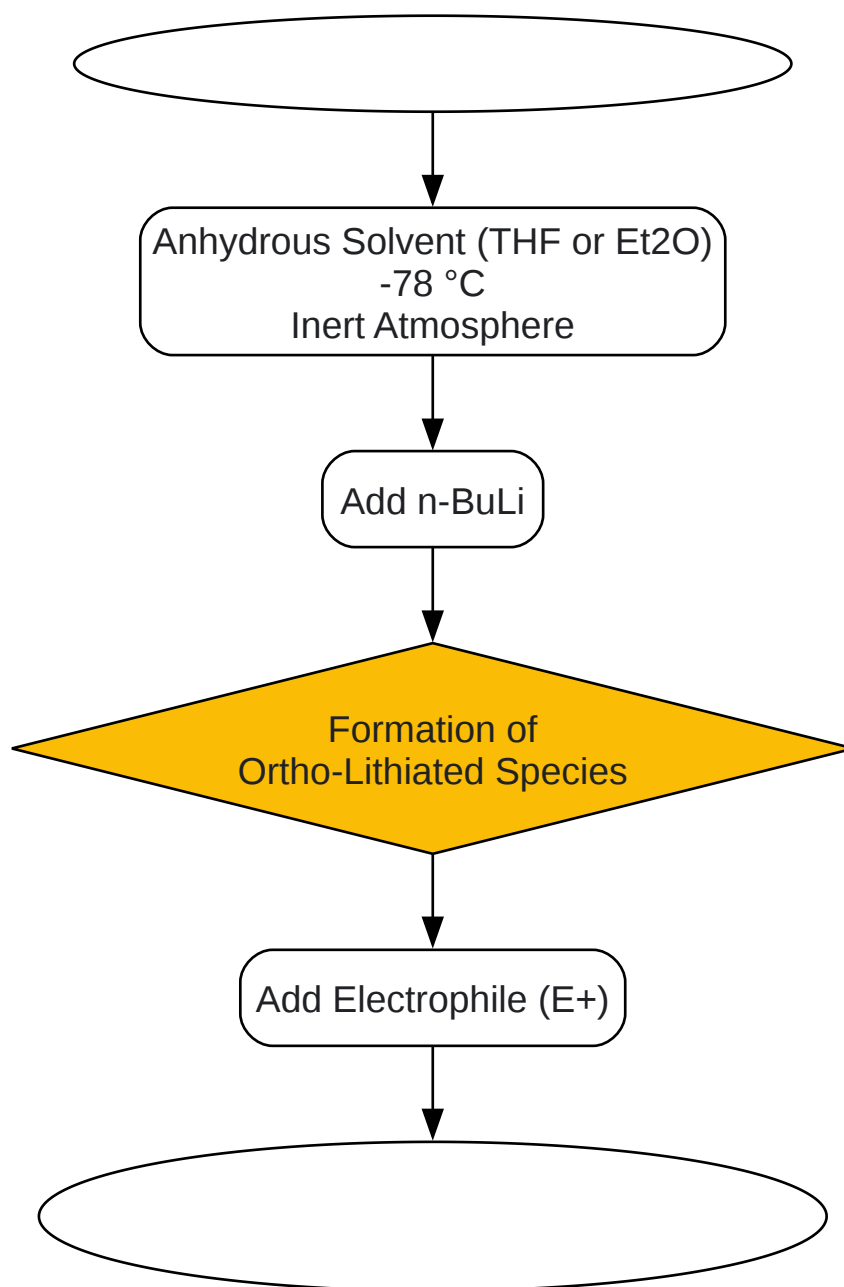 Anhydrous Solvent (THF or Et2O)
-78 °C
Inert Atmosphere
Add n-BuLi
Formation of
Ortho-Lithiated Species
Add Electrophile (E+)